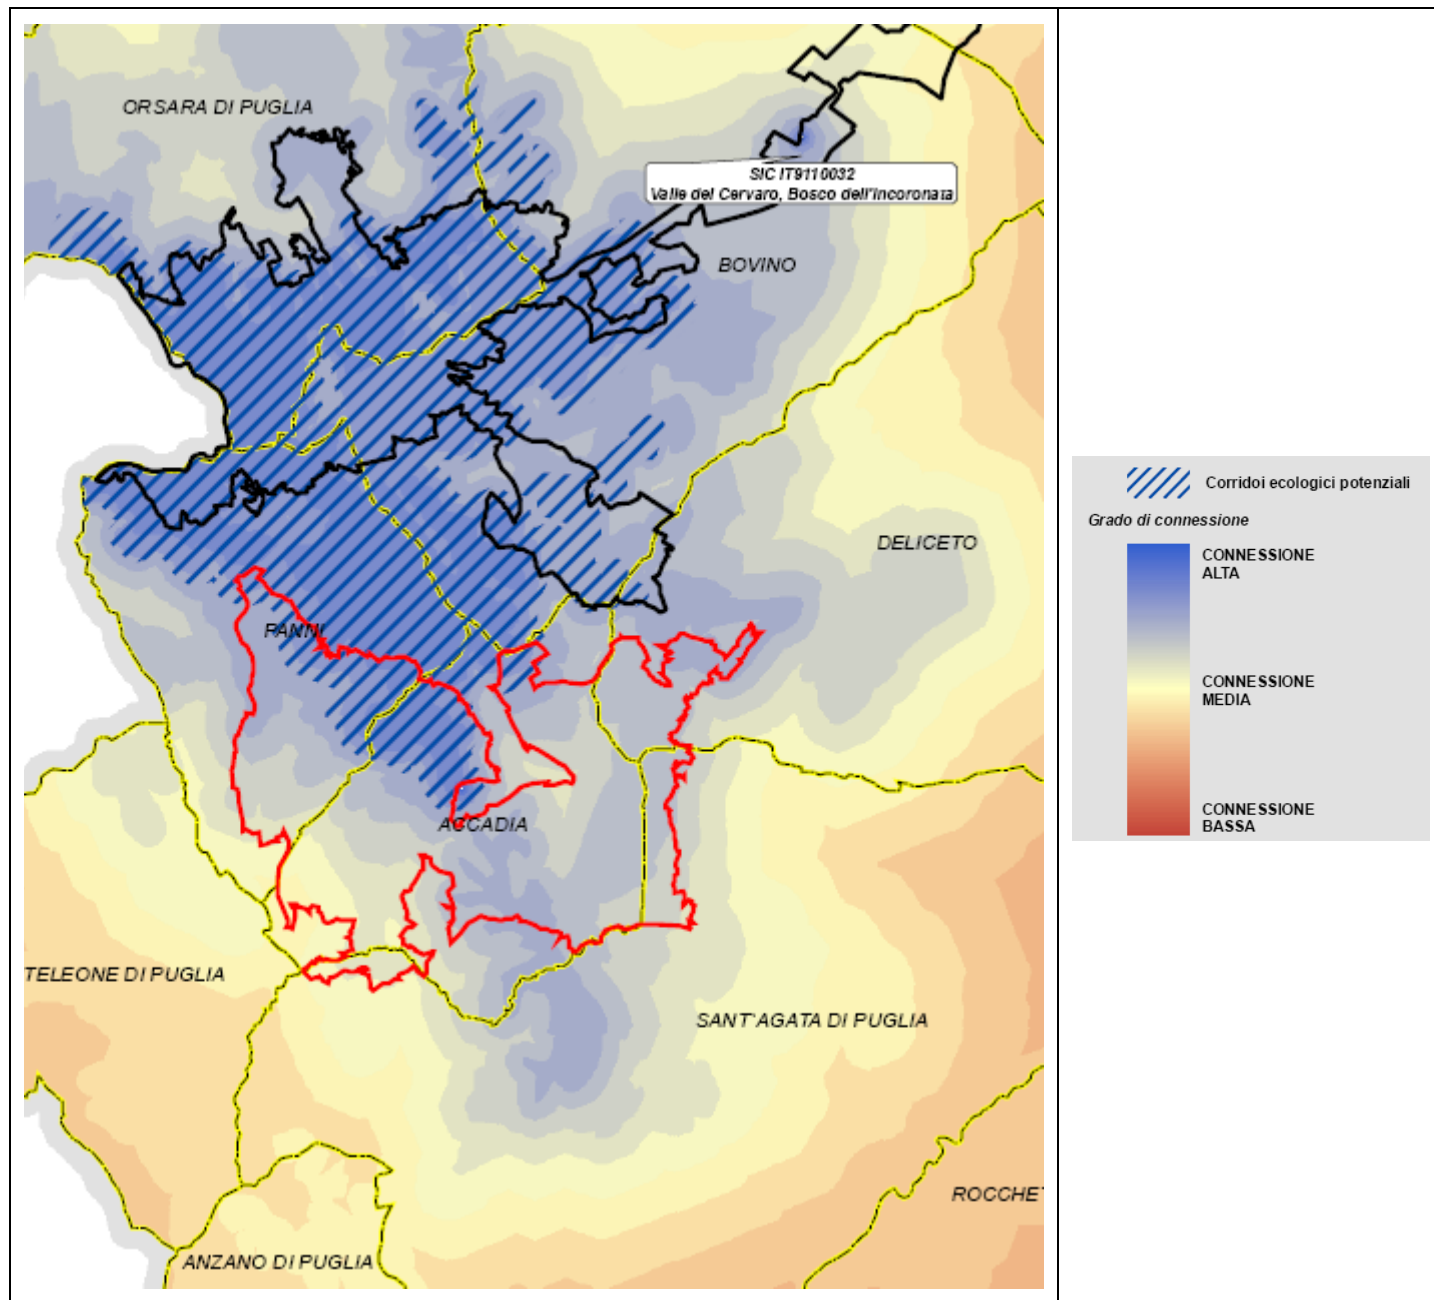 ORSARA DI PUGLIA
SIC IT9110032
Valle del Cervaro, Bosco dell'Incoronata
BOVINO
DELICETO
PANNI
ACCADIA
TELEONE DI PUGLIA
SANT'AGATA DI PUGLIA
ROCCHET
ANZANO DI PUGLIA
Corridoi ecologici potenziali
Grado di connessione
CONNESSIONE
ALTA
CONNESSIONE
MEDIA
CONNESSIONE
BASSA